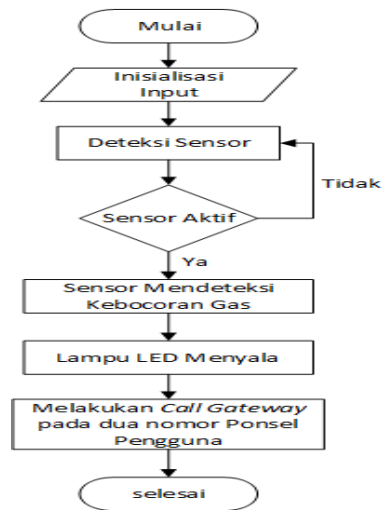 Mulai
Inisialisasi
Input
Deteksi Sensor
Tidak
Sensor Aktif
Ya
Sensor Mendeteksi
Kebocoran Gas
Lampu LED Menyala
Melakukan Call Gateway
pada dua nomor Ponsel
Pengguna
selesai